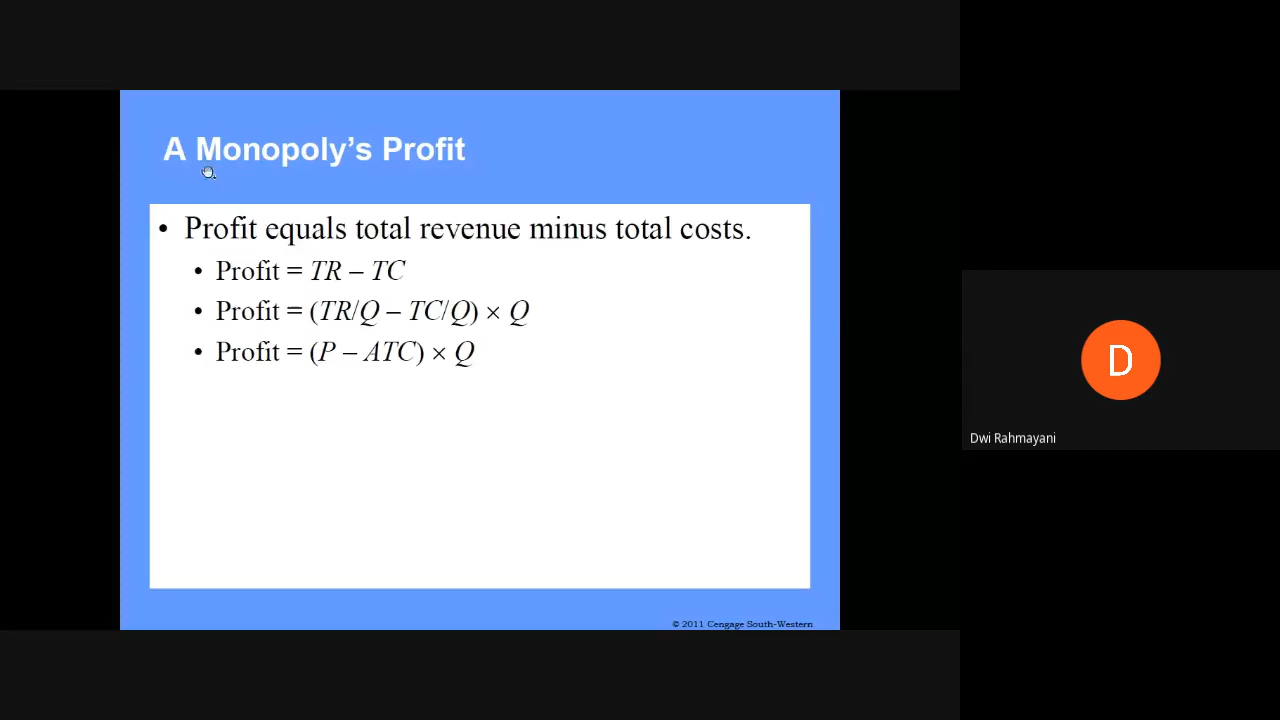 A Monopoly's Profit
• Profit equals total revenue minus total costs.
• Profit = TR – TC
• Profit = (TR/Q – TC/Q) × Q
• Profit = (P – ATC) × Q
© 2011 Cengage South-Western
D
Dwi Rahmayani